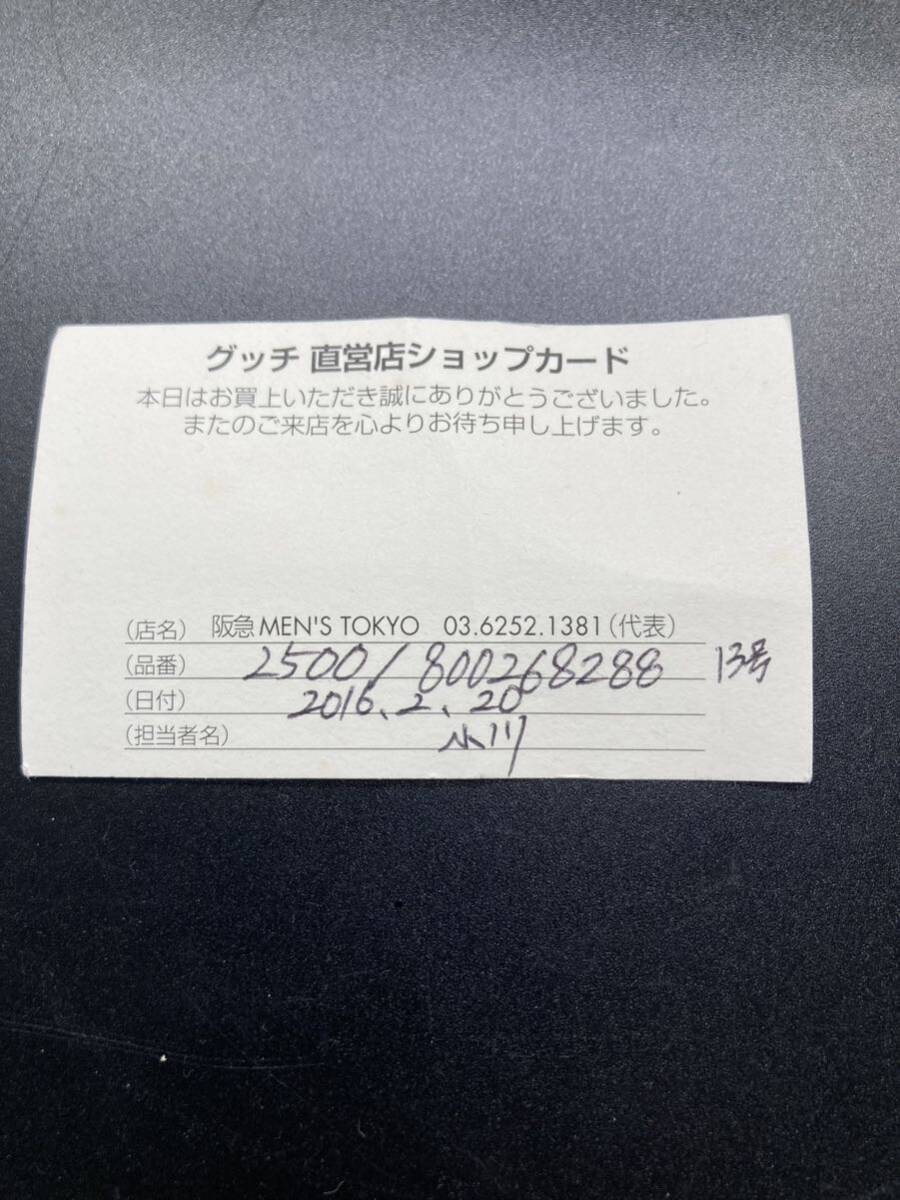 グッチ 直営店ショップカード
本日はお買上いただき誠にありがとうございました。
またのご来店を心よりお待ち申し上げます。
(店名) 阪急MEN'S TOKYO 03.6252.1381(代表)
(品番) 2500/800268288 13号
(日付) 2016.2.20
(担当者名) 小川